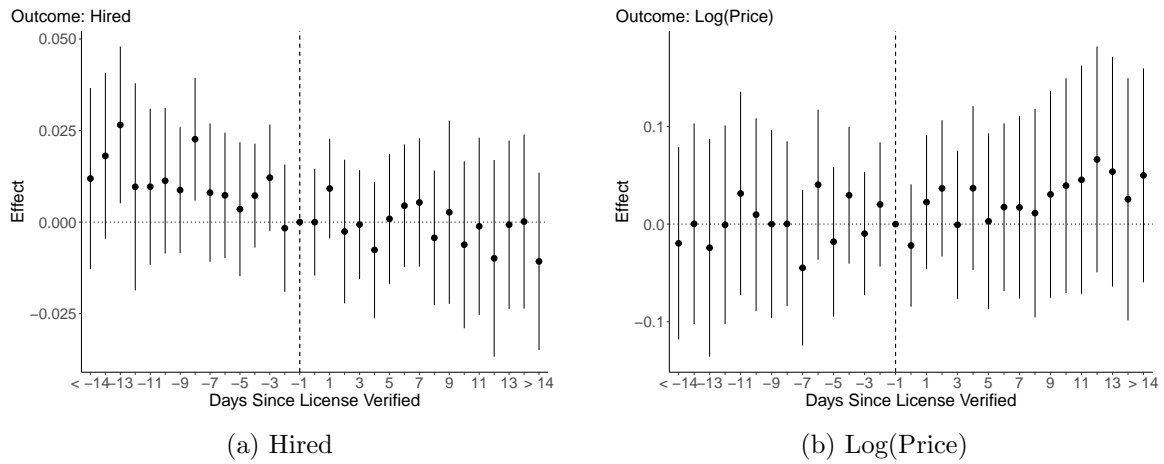 Outcome: Hired
0.050
0.025
0.000
−0.025
Effect
< −14 −13 −11 −9 −7 −5 −3 −1 1 3 5 7 9 11 13 > 14
Days Since License Verified
(a) Hired
Outcome: Log(Price)
0.1
0.0
−0.1
Effect
< −14 −13 −11 −9 −7 −5 −3 −1 1 3 5 7 9 11 13 > 14
Days Since License Verified
(b) Log(Price)